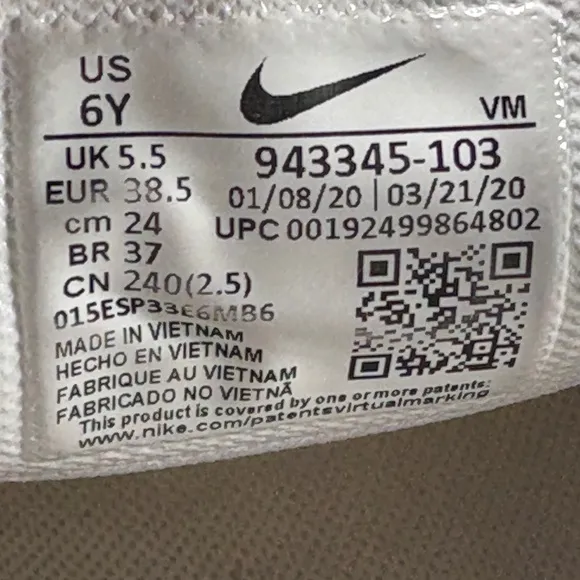 US
6Y
VM
UK 5.5
943345-103
EUR 38.5
01/08/20 | 03/21/20
cm 24
UPC 00192499864802
BR 37
CN 240(2.5)
015ESP33E6MB6
MADE IN VIETNAM
HECHO EN VIETNAM
FABRIQUE AU VIETNAM
FABRICADO NO VIETNÃ
This product is covered by one or more patents:
www.nike.com/patentsvirtualmarking